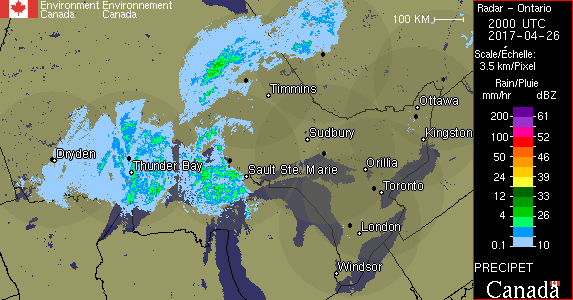 Environment Environnement
Canada Canada
100 KM
Timmins
Ottawa
Sudbury
Kingston
Dryden
Thunder Bay
Sault Ste. Marie
Orillia
Toronto
London
Windsor
Radar - Ontario
2000 UTC
2017-04-26
Scale/Échelle:
3.5 km/Pixel
Rain/Pluie
mm/hr dBZ
200 61
100 52
50 46
24 39
12 33
4 26
0.1 10
PRECIPET
Canada